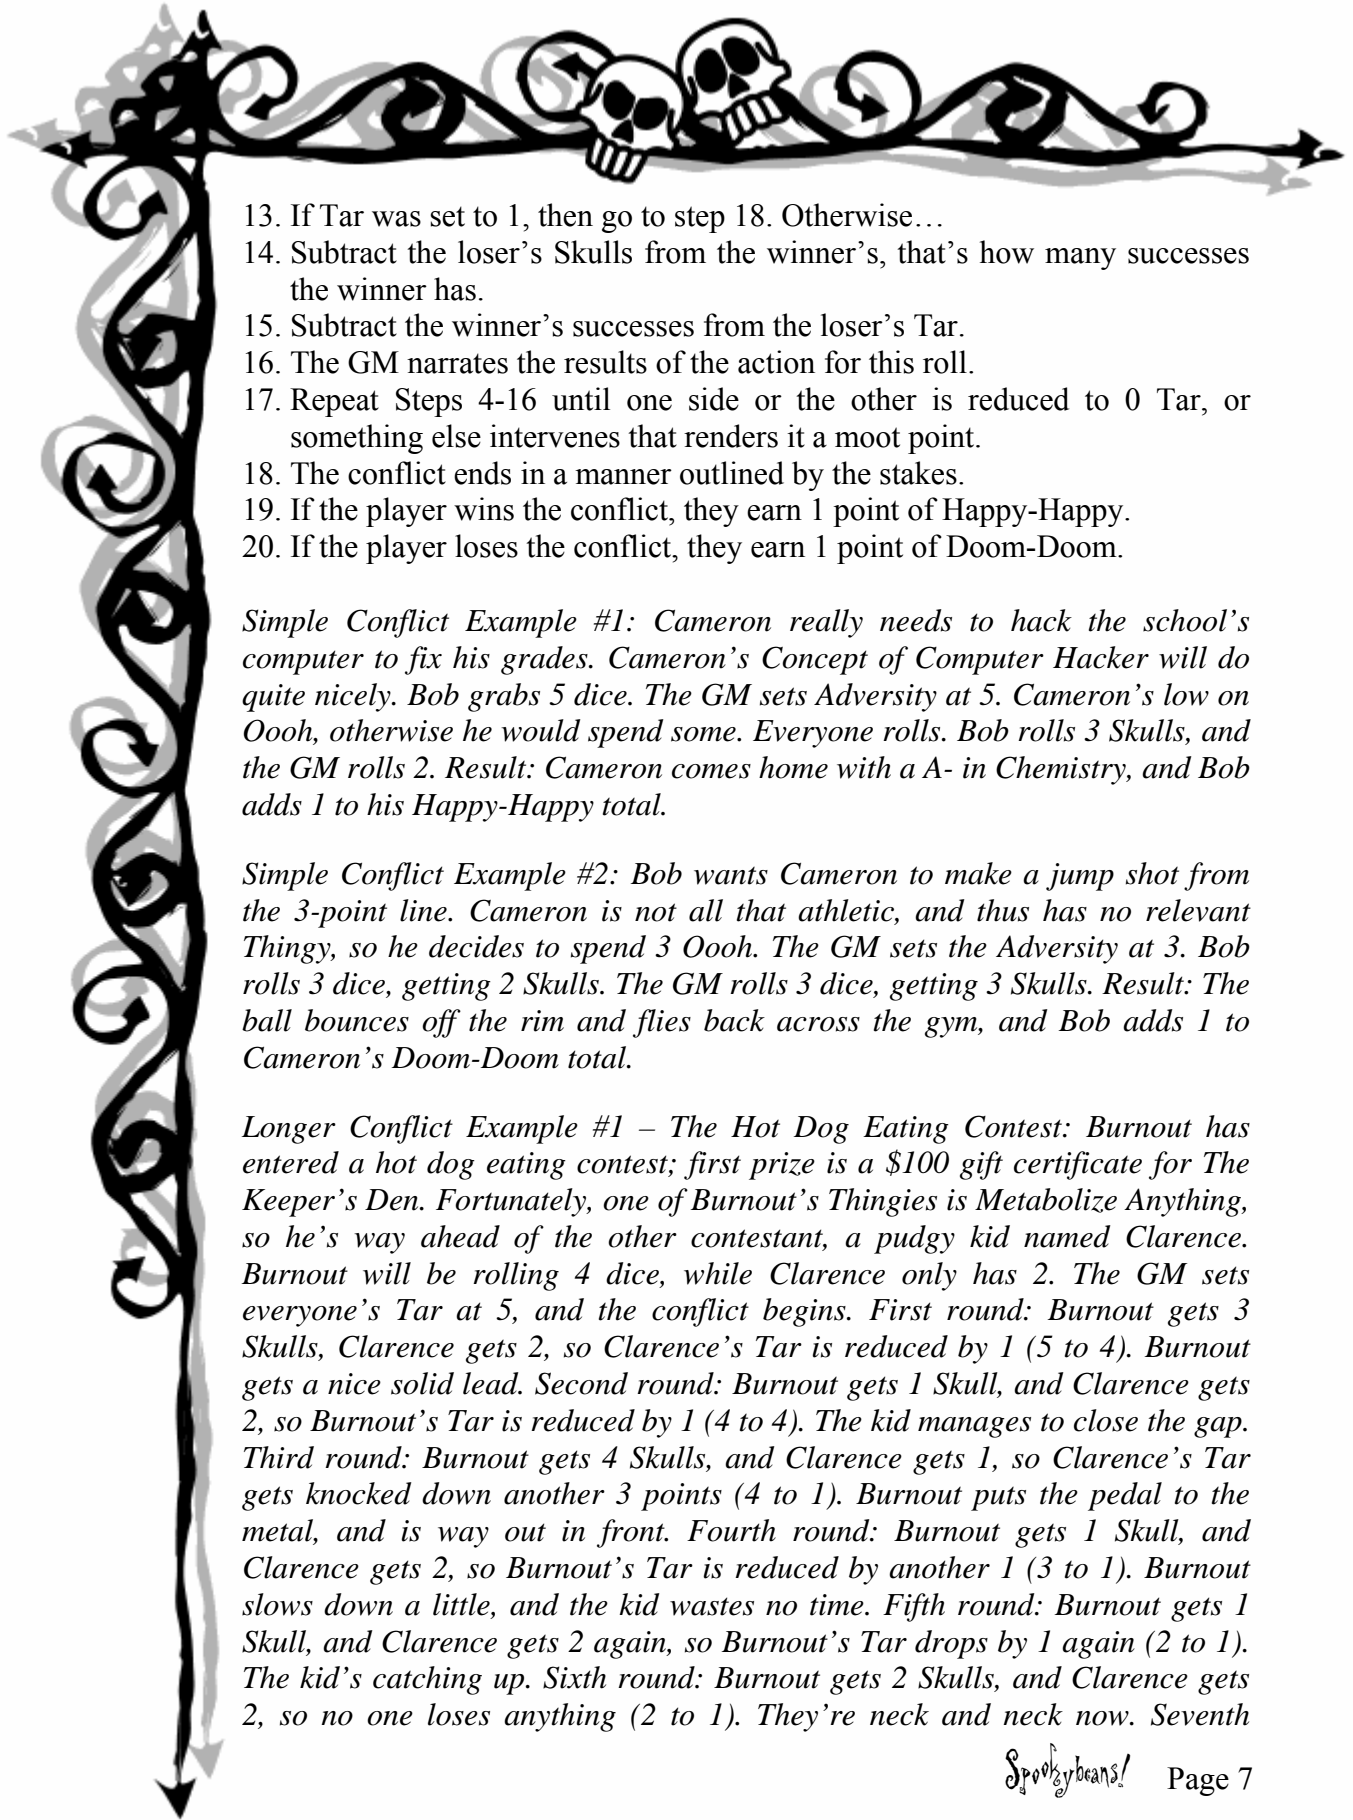 13. If Tar was set to 1, then go to step 18. Otherwise…
14. Subtract the loser’s Skulls from the winner’s, that’s how many successes
the winner has.
15. Subtract the winner’s successes from the loser’s Tar.
16. The GM narrates the results of the action for this roll.
17. Repeat Steps 4-16 until one side or the other is reduced to 0 Tar, or
something else intervenes that renders it a moot point.
18. The conflict ends in a manner outlined by the stakes.
19. If the player wins the conflict, they earn 1 point of Happy-Happy.
20. If the player loses the conflict, they earn 1 point of Doom-Doom.
Simple Conflict Example #1: Cameron really needs to hack the school’s
computer to fix his grades. Cameron’s Concept of Computer Hacker will do
quite nicely. Bob grabs 5 dice. The GM sets Adversity at 5. Cameron’s low on
Oooh, otherwise he would spend some. Everyone rolls. Bob rolls 3 Skulls, and
the GM rolls 2. Result: Cameron comes home with a A- in Chemistry, and Bob
adds 1 to his Happy-Happy total.
Simple Conflict Example #2: Bob wants Cameron to make a jump shot from
the 3-point line. Cameron is not all that athletic, and thus has no relevant
Thingy, so he decides to spend 3 Oooh. The GM sets the Adversity at 3. Bob
rolls 3 dice, getting 2 Skulls. The GM rolls 3 dice, getting 3 Skulls. Result: The
ball bounces off the rim and flies back across the gym, and Bob adds 1 to
Cameron’s Doom-Doom total.
Longer Conflict Example #1 – The Hot Dog Eating Contest: Burnout has
entered a hot dog eating contest; first prize is a $100 gift certificate for The
Keeper’s Den. Fortunately, one of Burnout’s Thingies is Metabolize Anything,
so he’s way ahead of the other contestant, a pudgy kid named Clarence.
Burnout will be rolling 4 dice, while Clarence only has 2. The GM sets
everyone’s Tar at 5, and the conflict begins. First round: Burnout gets 3
Skulls, Clarence gets 2, so Clarence’s Tar is reduced by 1 (5 to 4). Burnout
gets a nice solid lead. Second round: Burnout gets 1 Skull, and Clarence gets
2, so Burnout’s Tar is reduced by 1 (4 to 4). The kid manages to close the gap.
Third round: Burnout gets 4 Skulls, and Clarence gets 1, so Clarence’s Tar
gets knocked down another 3 points (4 to 1). Burnout puts the pedal to the
metal, and is way out in front. Fourth round: Burnout gets 1 Skull, and
Clarence gets 2, so Burnout’s Tar is reduced by another 1 (3 to 1). Burnout
slows down a little, and the kid wastes no time. Fifth round: Burnout gets 1
Skull, and Clarence gets 2 again, so Burnout’s Tar drops by 1 again (2 to 1).
The kid’s catching up. Sixth round: Burnout gets 2 Skulls, and Clarence gets
2, so no one loses anything (2 to 1). They’re neck and neck now. Seventh
Spookybeans! Page 7